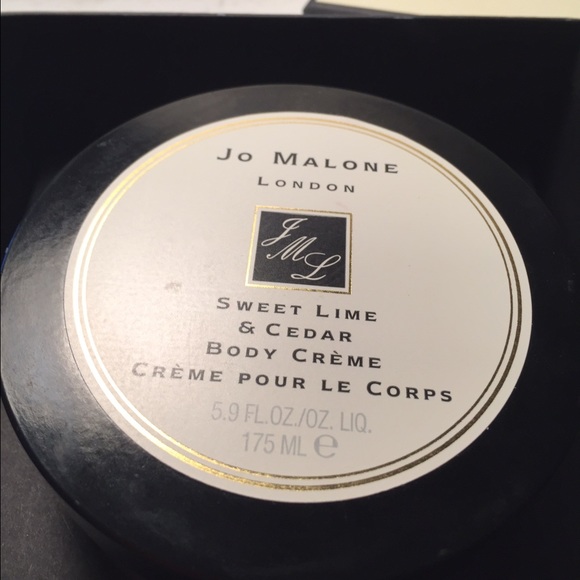 Jo Malone
London
JML
Sweet Lime
& Cedar
Body Crème
Crème pour le Corps
5.9 FL.OZ./OZ. LIQ.
175 ML ℮